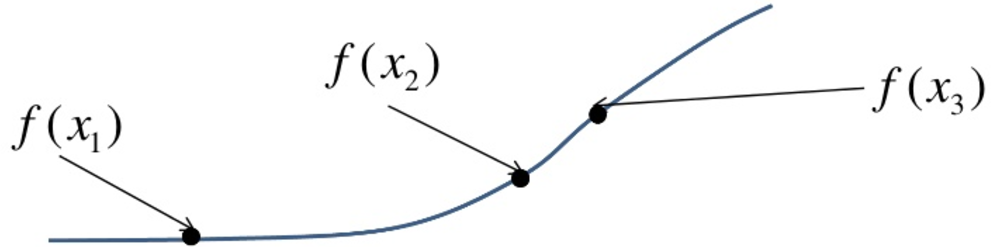 f(x₂)
f(x₃)
f(x₁)